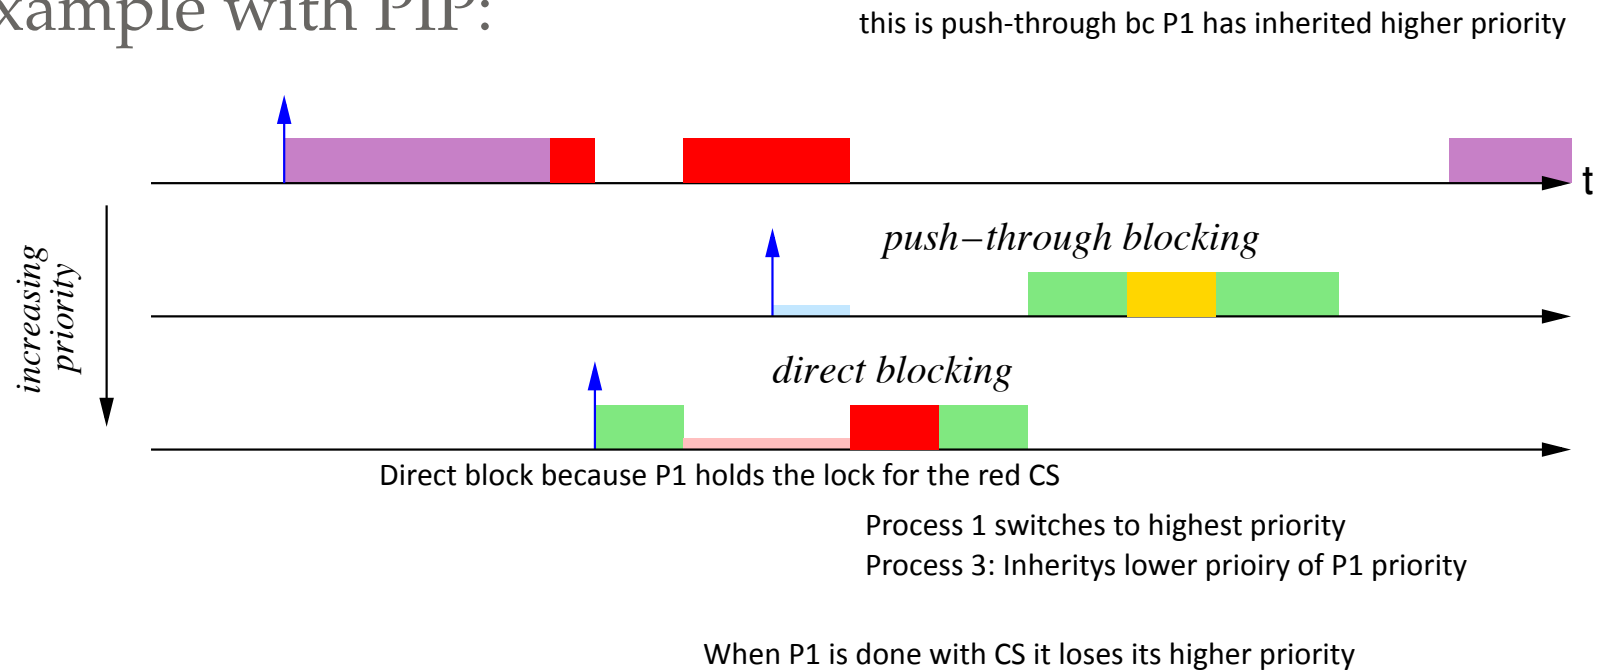 xample with PIP:
this is push-through bc P1 has inherited higher priority
t
push–through blocking
increasing
priority
direct blocking
Direct block because P1 holds the lock for the red CS
Process 1 switches to highest priority
Process 3: Inheritys lower prioiry of P1 priority
When P1 is done with CS it loses its higher priority